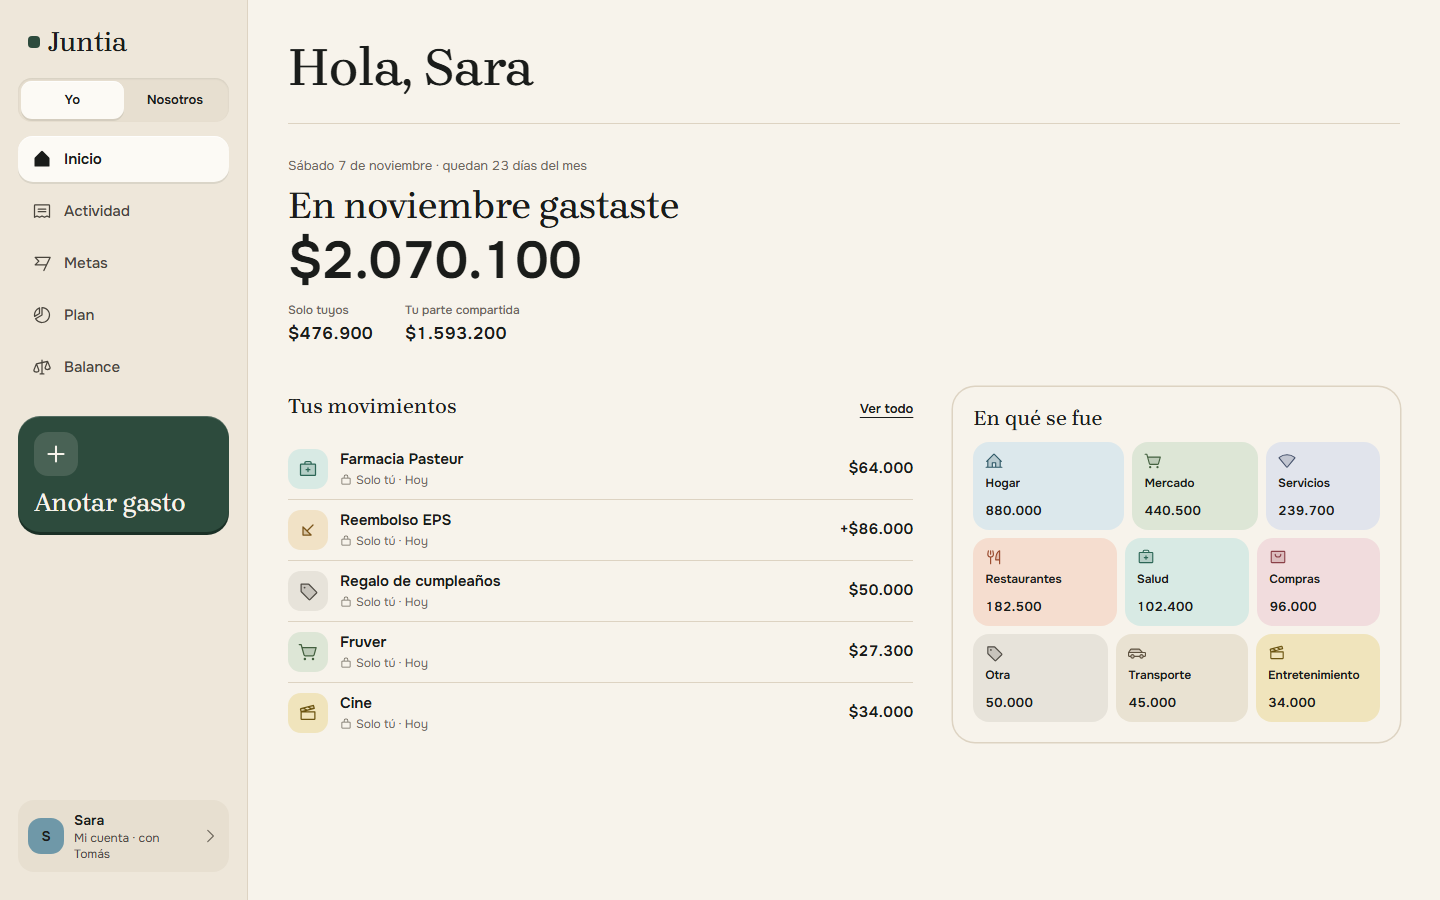 Juntia
Yo
Nosotros
Inicio
Actividad
Metas
Plan
Balance
Anotar gasto
S
Sara
Mi cuenta · con
Tomás
Hola, Sara
Sábado 7 de noviembre · quedan 23 días del mes
En noviembre gastaste
$2.070.100
Solo tuyos
$476.900
Tu parte compartida
$1.593.200
Tus movimientos
Ver todo
Farmacia Pasteur
Solo tú · Hoy
$64.000
Reembolso EPS
Solo tú · Hoy
+$86.000
Regalo de cumpleaños
Solo tú · Hoy
$50.000
Fruver
Solo tú · Hoy
$27.300
Cine
Solo tú · Hoy
$34.000
En qué se fue
Hogar
880.000
Mercado
440.500
Servicios
239.700
Restaurantes
182.500
Salud
102.400
Compras
96.000
Otra
50.000
Transporte
45.000
Entretenimiento
34.000